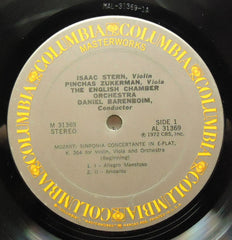 MAL-31369-2A
COLUMBIA
MASTERWORKS
ISAAC STERN, Violin
PINCHAS ZUKERMAN, Viola
THE ENGLISH CHAMBER
ORCHESTRA
DANIEL BARENBOIM,
Conductor
M 31369
STEREO
SIDE 1
AL 31369
℗ 1972 CBS, Inc.
MOZART: SINFONIA CONCERTANTE IN E-FLAT,
K. 364 for Violin, Viola and Orchestra
(Beginning)
1. I - Allegro Maestoso
2. II - Andante